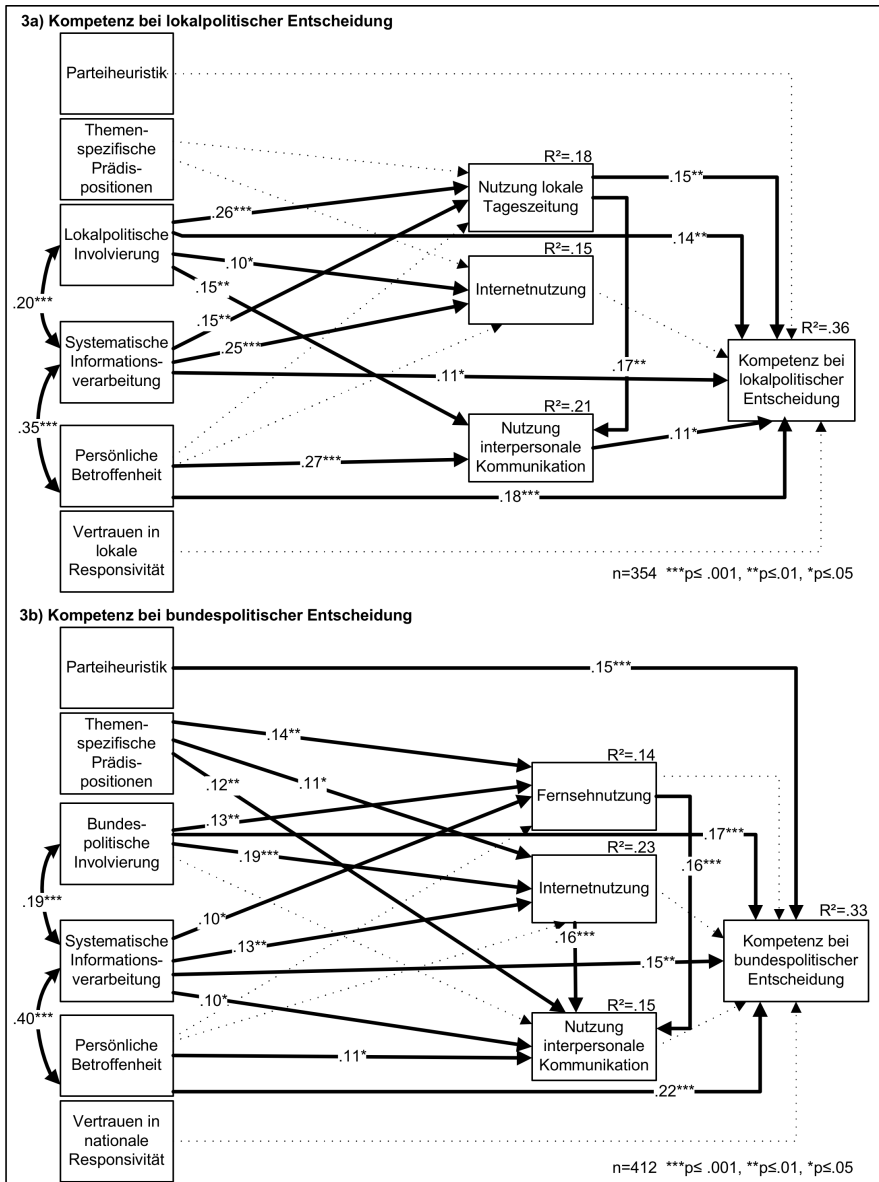 3a) Kompetenz bei lokalpolitischer Entscheidung
Parteiheuristik
Themen-
spezifische
Prädis-
positionen
Lokalpolitische
Involvierung
Systematische
Informations-
verarbeitung
Persönliche
Betroffenheit
Vertrauen in
lokale
Responsivität
.20***
.35***
.26***
.10*
.15**
.15**
.25***
.11*
.27***
.18***
R²=.18
Nutzung lokale
Tageszeitung
R²=.15
Internetnutzung
R²=.21
Nutzung
interpersonale
Kommunikation
.15**
.14**
.17**
.11*
R²=.36
Kompetenz bei
lokalpolitischer
Entscheidung
n=354 ***p≤ .001, **p≤.01, *p≤.05
3b) Kompetenz bei bundespolitischer Entscheidung
Parteiheuristik
Themen-
spezifische
Prädis-
positionen
Bundes-
politische
Involvierung
Systematische
Informations-
verarbeitung
Persönliche
Betroffenheit
Vertrauen in
nationale
Responsivität
.19***
.40***
.15***
.14**
.12**
.11*
.13**
.19***
.10*
.13**
.10*
.11*
R²=.14
Fernsehnutzung
R²=.23
Internetnutzung
.16***
R²=.15
Nutzung
interpersonale
Kommunikation
.17***
.16***
.15**
.22***
R²=.33
Kompetenz bei
bundespolitischer
Entscheidung
n=412 ***p≤ .001, **p≤.01, *p≤.05